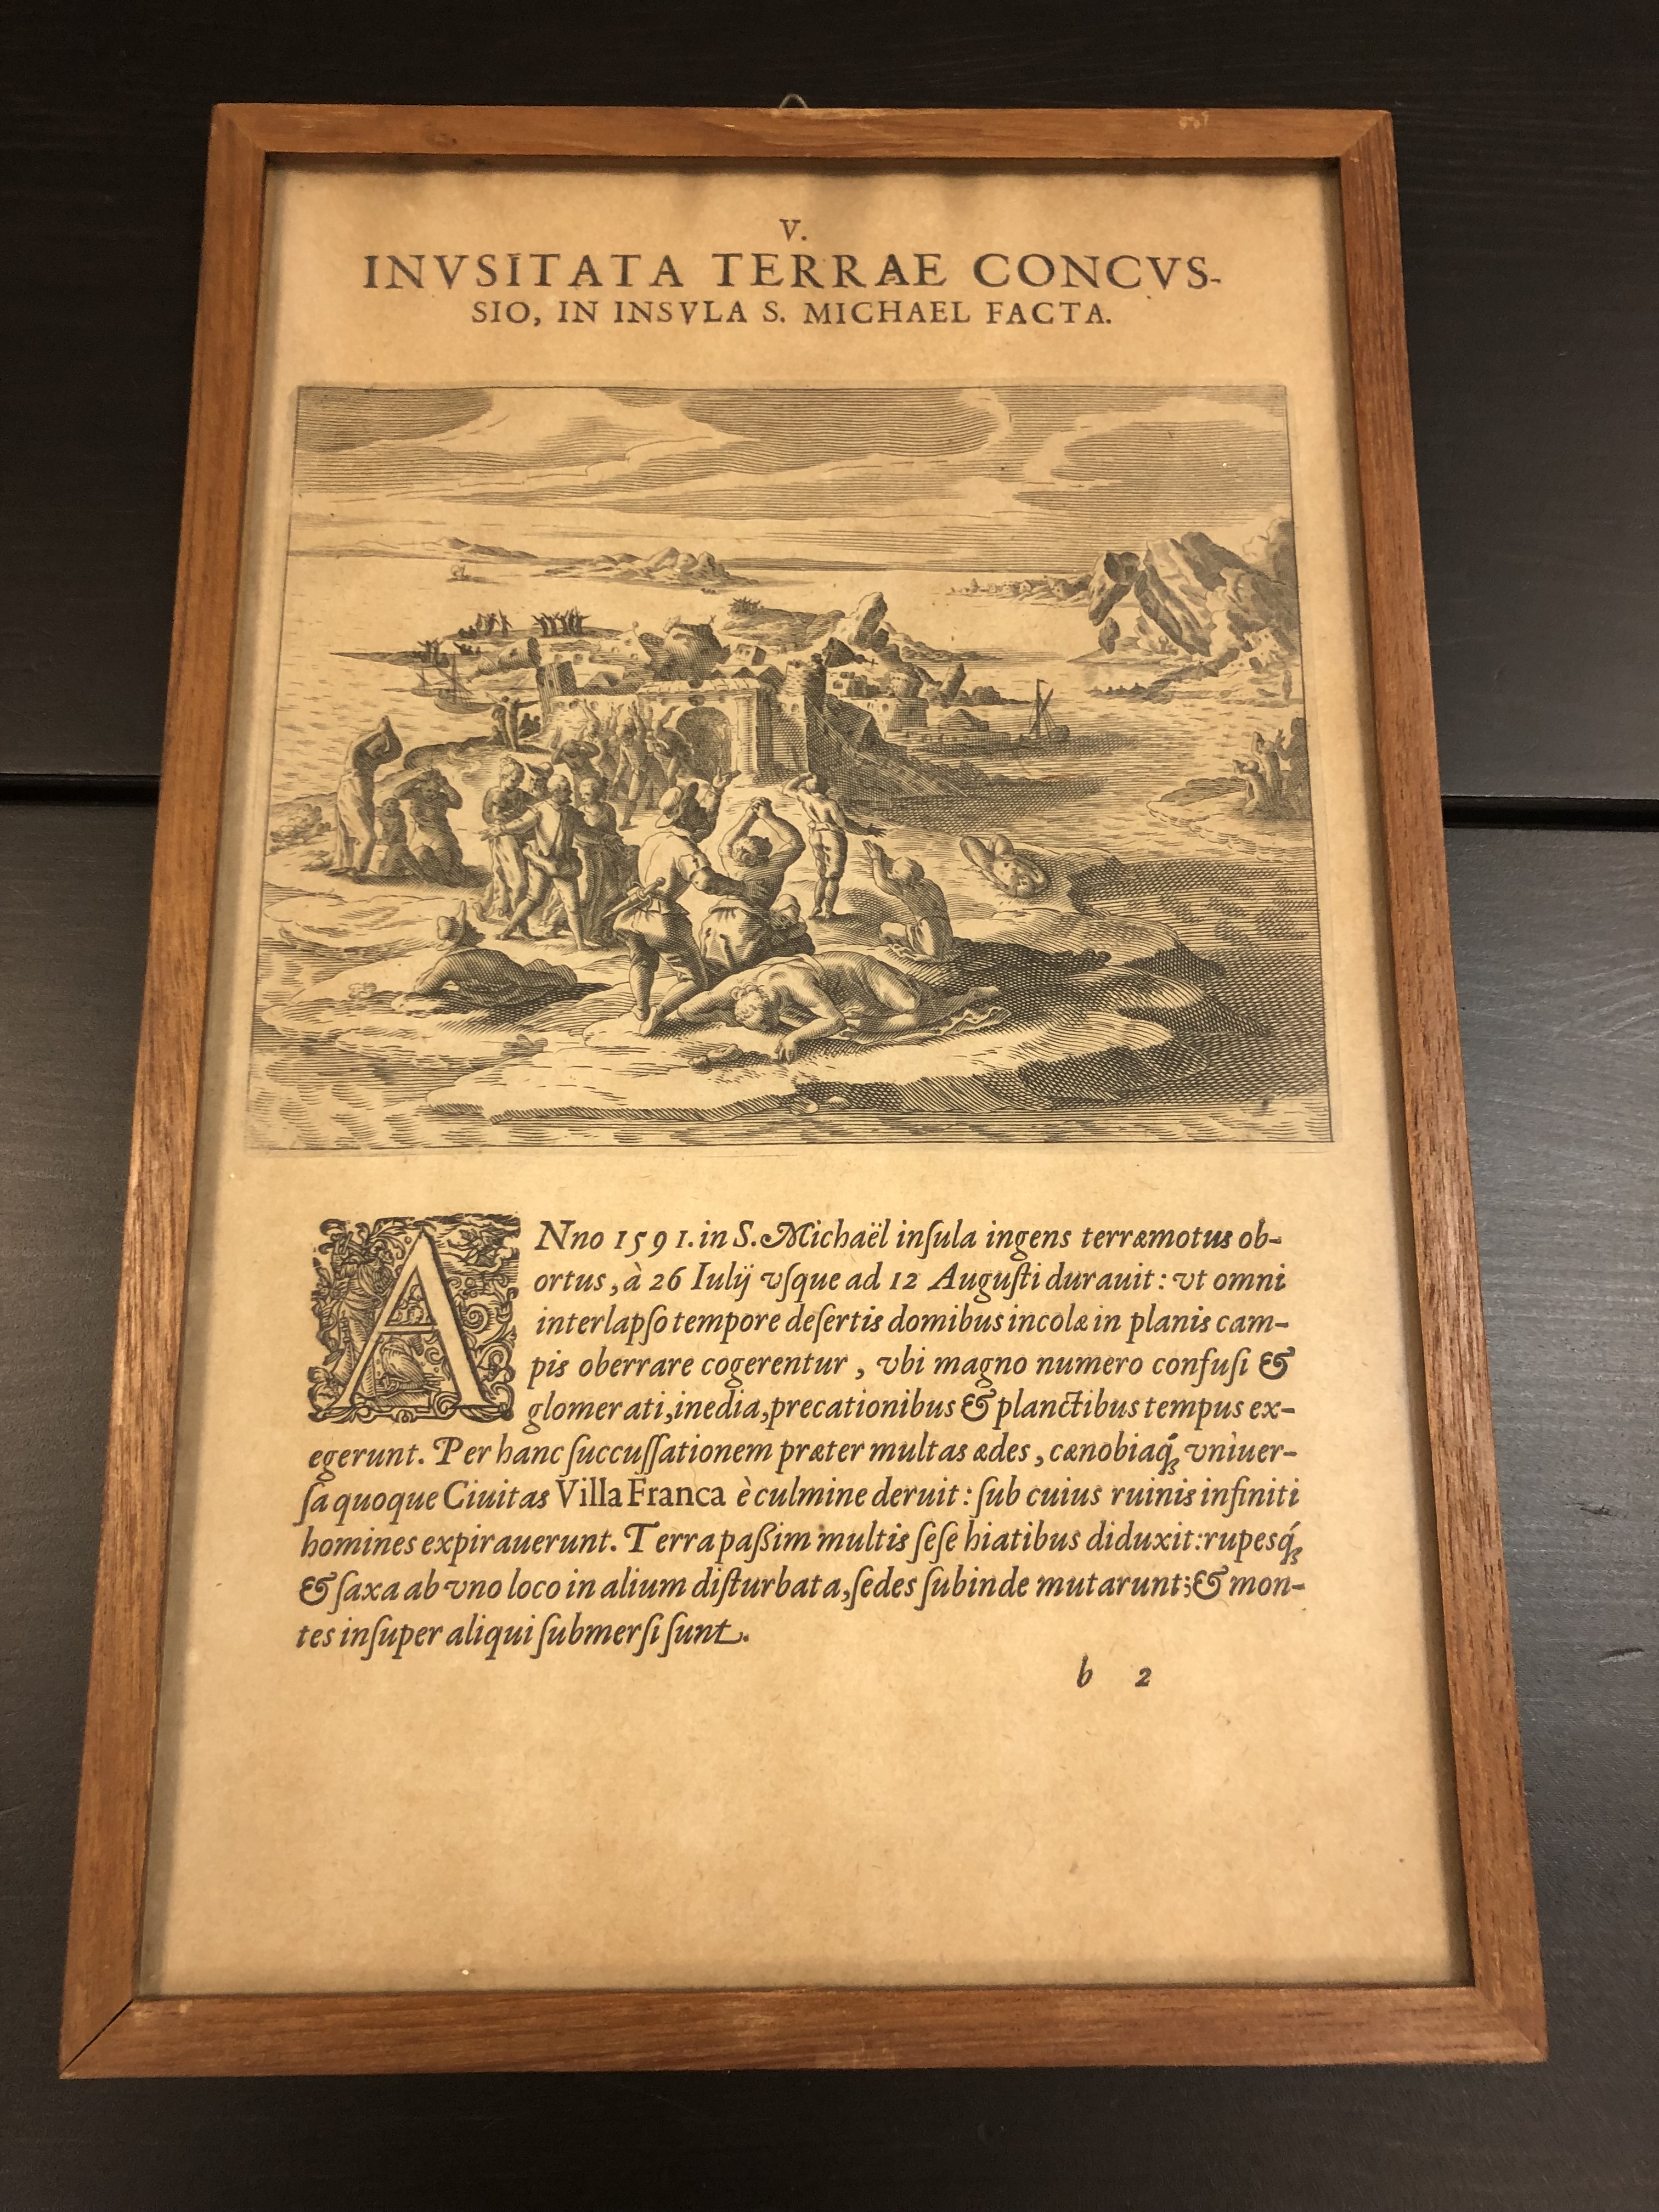 V.
INVSITATA TERRAE CONCVS-
SIO, IN INSVLA S. MICHAEL FACTA.
ANno 1591. in S. Michaël inſula ingens terræmotus ob-
ortus, à 26 Iulij vſque ad 12 Auguſti durauit: vt omni
interlapſo tempore deſertis domibus incolæ in planis cam-
pis oberrare cogerentur, vbi magno numero confuſi &
glomerati, inedia, precationibus & planctibus tempus ex-
egerunt. Per hanc ſuccuſſationem præter multas ædes, cænobiaq́ꝫ vniuer-
ſa quoque Ciuitas Villa Franca è culmine deruit: ſub cuius ruinis infiniti
homines expirauerunt. Terra paßim multis ſeſe hiatibus diduxit: rupesq́ꝫ
& ſaxa ab vno loco in alium diſturbata, ſedes ſubinde mutarunt; & mon-
tes inſuper aliqui ſubmerſi ſunt.
b 2